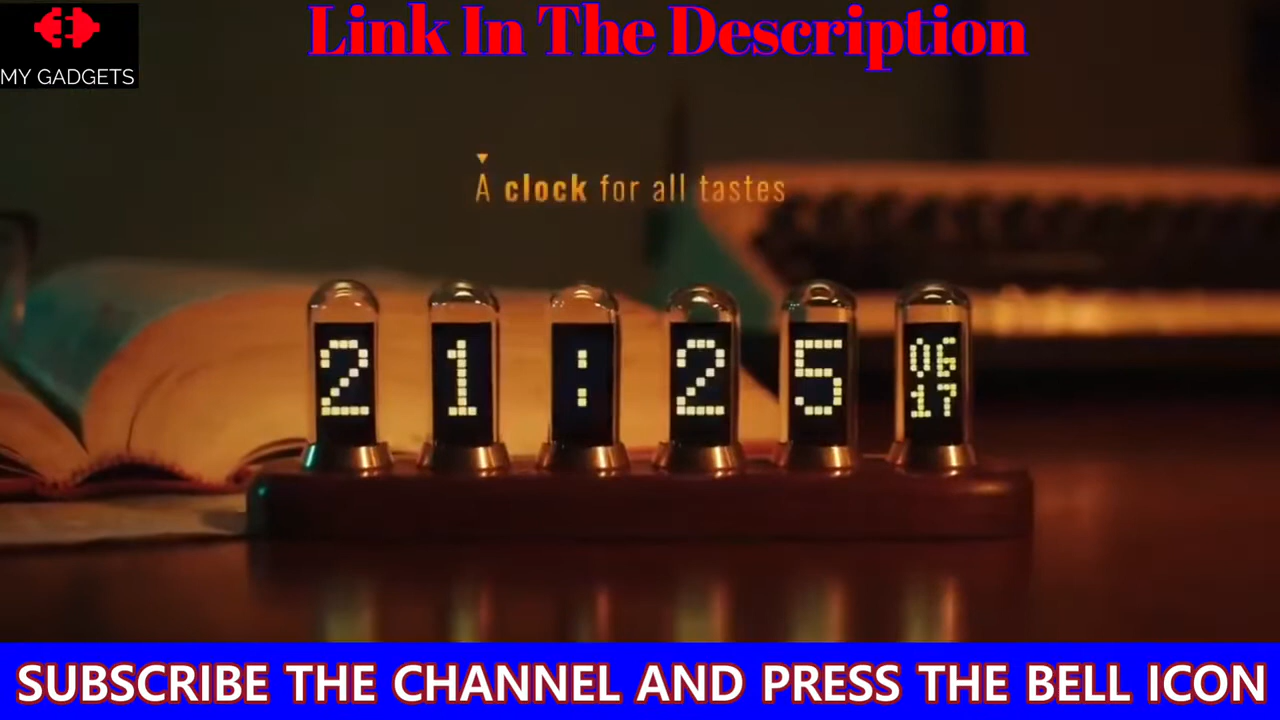 Link In The Description
MY GADGETS
A clock for all tastes
21:25
06
17
SUBSCRIBE THE CHANNEL AND PRESS THE BELL ICON